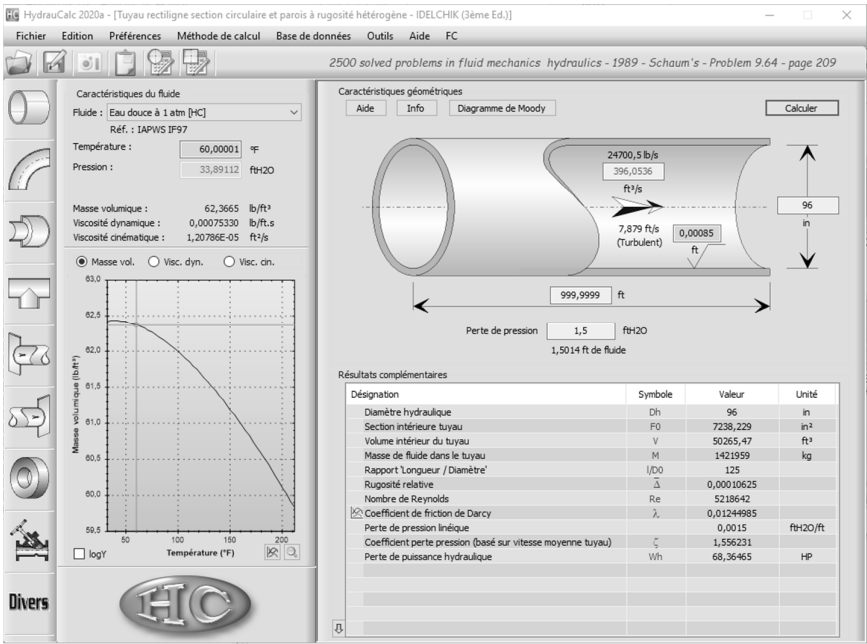 HC HydrauCalc 2020a - [Tuyau rectiligne section circulaire et parois à rugosité hétérogène - IDELCHIK (3ème Ed.)]
Fichier Edition Préférences Méthode de calcul Base de données Outils Aide FC
2500 solved problems in fluid mechanics hydraulics - 1989 - Schaum's - Problem 9.64 - page 209
Caractéristiques du fluide
Fluide : Eau douce à 1 atm [HC]
Réf. : IAPWS IF97
Température : 60,00001 °F
Pression : 33,89112 ftH2O
Masse volumique : 62,3665 lb/ft³
Viscosité dynamique : 0,00075330 lb/ft.s
Viscosité cinématique : 1,20786E-05 ft²/s
Masse vol. Visc. dyn. Visc. cin.
63,0
62,5
62,0
61,5
61,0
60,5
60,0
59,5
Masse volumique (lb/ft³)
50 100 150 200
logY Température (°F)
Divers
HC
Caractéristiques géométriques
Aide Info Diagramme de Moody Calculer
24700,5 lb/s
396,0536
ft³/s
7,879 ft/s
(Turbulent)
0,00085
ft
96
in
999,9999 ft
Perte de pression 1,5 ftH2O
1,5014 ft de fluide
Résultats complémentaires
Désignation Symbole Valeur Unité
Diamètre hydraulique Dh 96 in
Section intérieure tuyau F0 7238,229 in²
Volume intérieur du tuyau V 50265,47 ft³
Masse de fluide dans le tuyau M 1421959 kg
Rapport 'Longueur / Diamètre' l/D0 125
Rugosité relative Δ̅ 0,00010625
Nombre de Reynolds Re 5218642
Coefficient de friction de Darcy λ 0,01244985
Perte de pression linéique 0,0015 ftH2O/ft
Coefficient perte pression (basé sur vitesse moyenne tuyau) ζ 1,556231
Perte de puissance hydraulique Wh 68,36465 HP